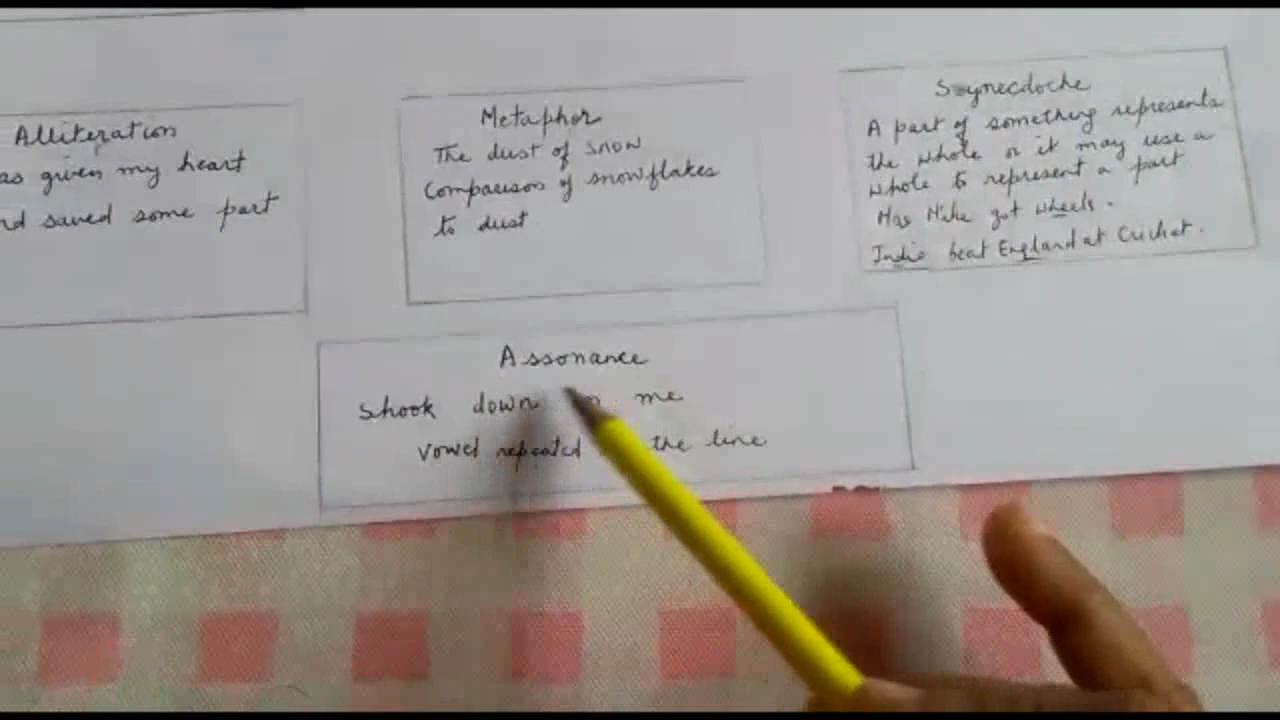 Alliteration
as given my heart
nd saved some part
Metaphor
The dust of snow
Comparison of snowflakes
to dust
Soynecdoche
A part of something represents
the whole or it may use a
whole to represent a part
Has Mike got wheels.
India beat England at Cricket.
Assonance
Shook down on me
Vowel repeated the line